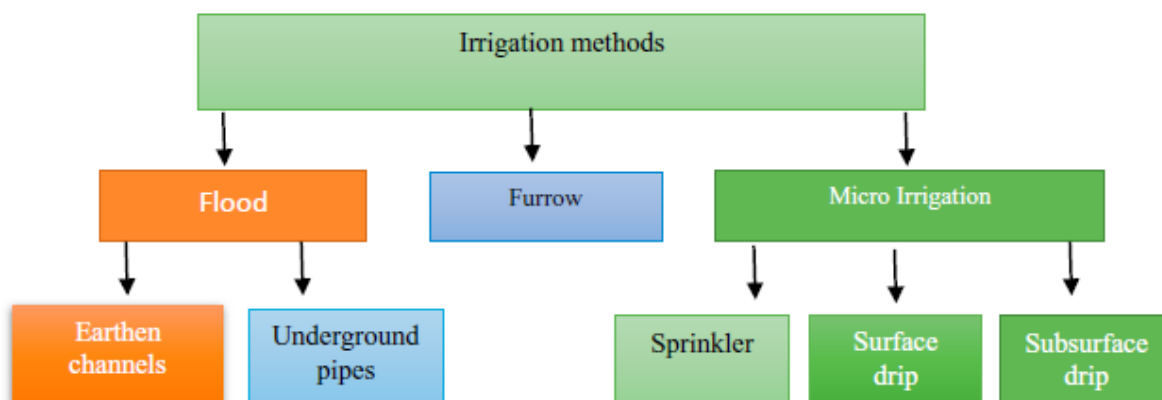 Irrigation methods
Flood
Furrow
Micro Irrigation
Earthen
channels
Underground
pipes
Sprinkler
Surface
drip
Subsurface
drip